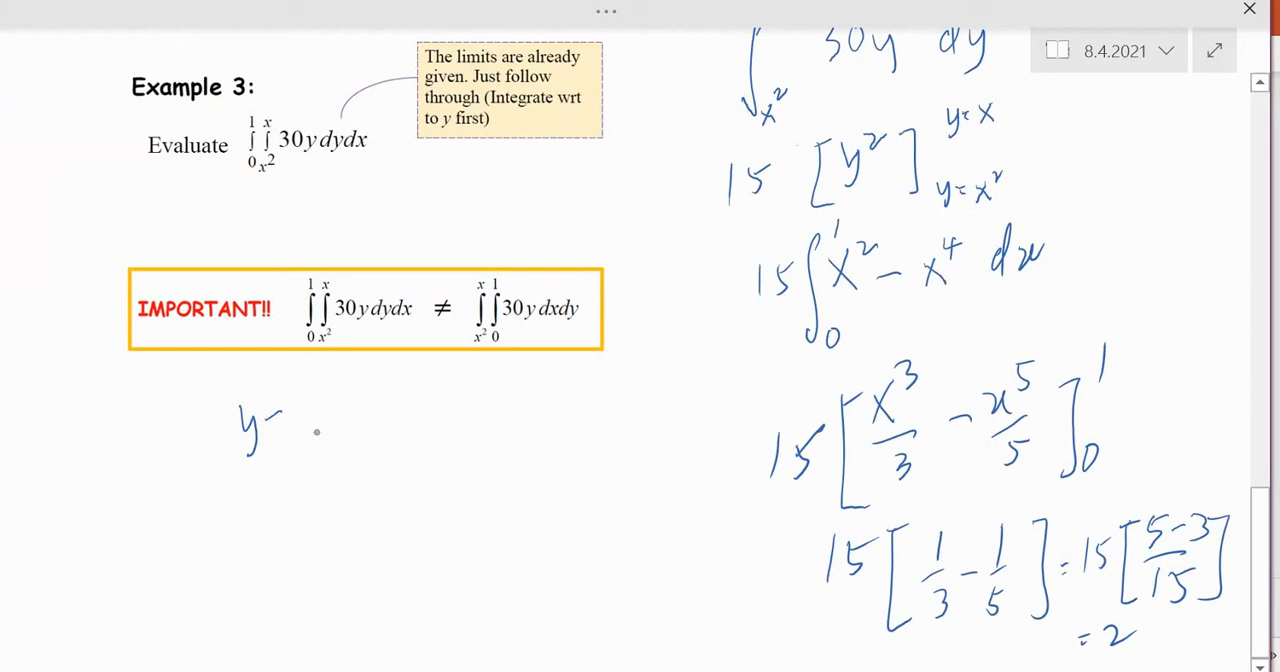 8.4.2021
Example 3:
The limits are already
given. Just follow
through (Integrate wrt
to y first)
Evaluate ∫₀¹ ∫ₓ²ˣ 30y dydx
IMPORTANT!! ∫₀¹ ∫ₓ²ˣ 30y dydx ≠ ∫ₓ²ˣ ∫₀¹ 30y dxdy
y-
∫ₓ² 30y dy
15 [y²] y=x y=x²
15 ∫₀¹ x² - x⁴ dx
15 [x³/3 - x⁵/5]₀¹
15 [1/3 - 1/5] = 15 [5-3/15]
= 2